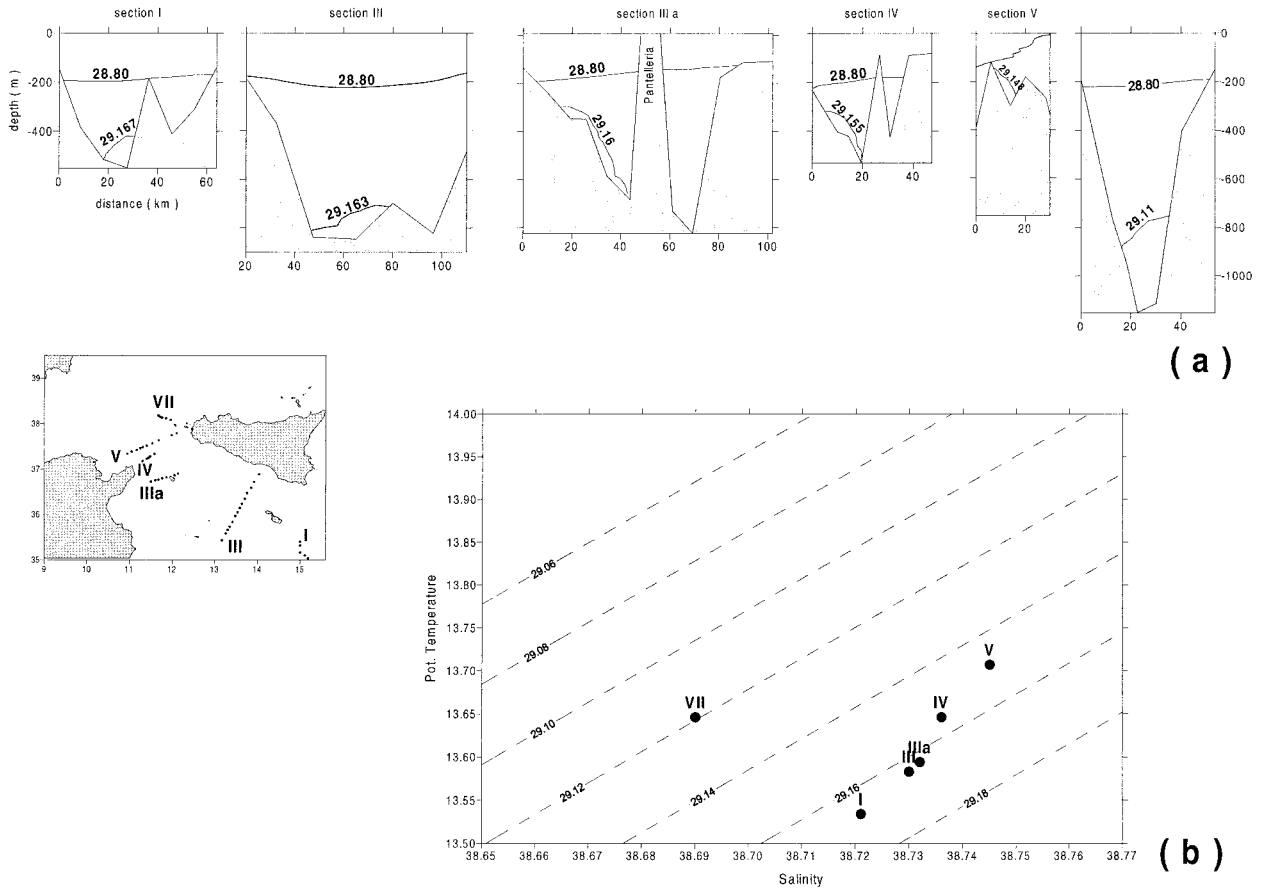 section I
section III
section III a
section IV
section V
0
-200
-400
depth ( m )
28.80
29.167
0 20 40 60
distance ( km )
28.80
29.163
20 40 60 80 100
28.80
29.16
Pantelleria
0 20 40 60 80 100
28.80
29.155
0 20 40
29.148
0 20
28.80
29.11
0 20 40
0
-200
-400
-600
-800
-1000
( a )
39
38
37
36
35
9 10 11 12 13 14 15
VII
V
IV
IIIa
III
I
14.00
13.95
13.90
13.85
13.80
13.75
13.70
13.65
13.60
13.55
13.50
Pot. Temperature
29.06
29.08
29.10
29.12
29.14
29.16
29.18
V
VII
IV
IIIa
III
I
38.65 38.66 38.67 38.68 38.69 38.70 38.71 38.72 38.73 38.74 38.75 38.76 38.77
Salinity
( b )